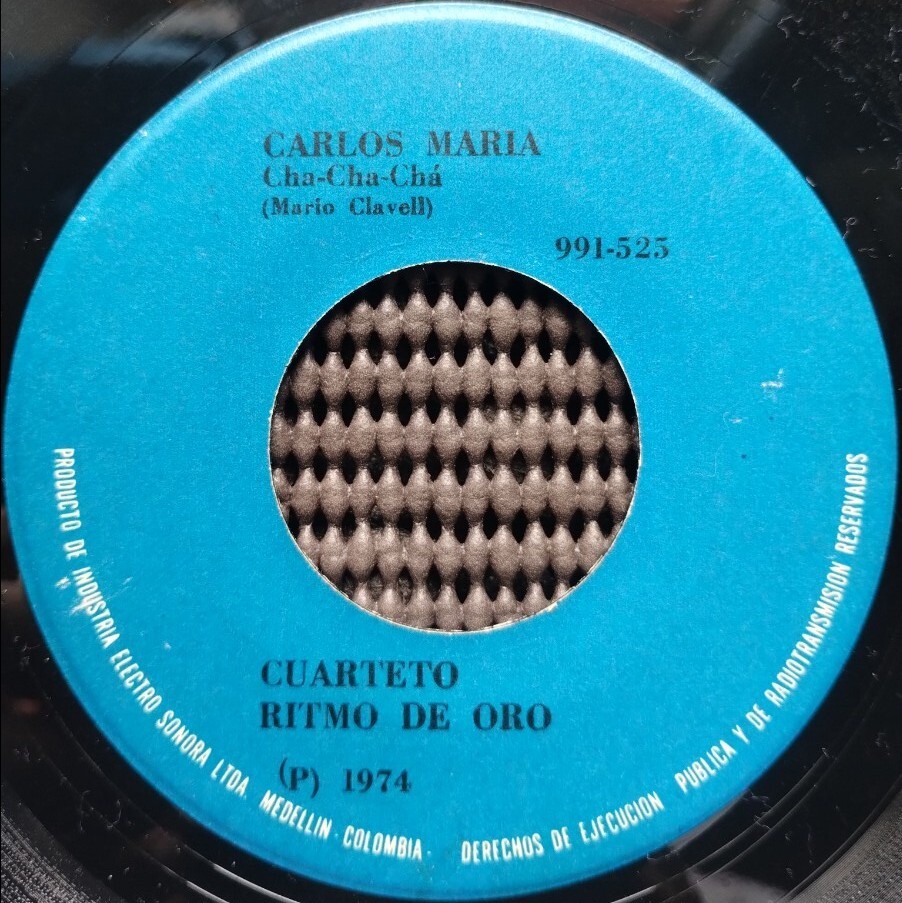 CARLOS MARIA
Cha-Cha-Chá
(Mario Clavell)
991-525
CUARTETO
RITMO DE ORO
(P) 1974
PRODUCTO DE INDUSTRIA ELECTRO SONORA LTDA. MEDELLIN - COLOMBIA - DERECHOS DE EJECUCION PUBLICA Y DE RADIOTRANSMISION RESERVADOS